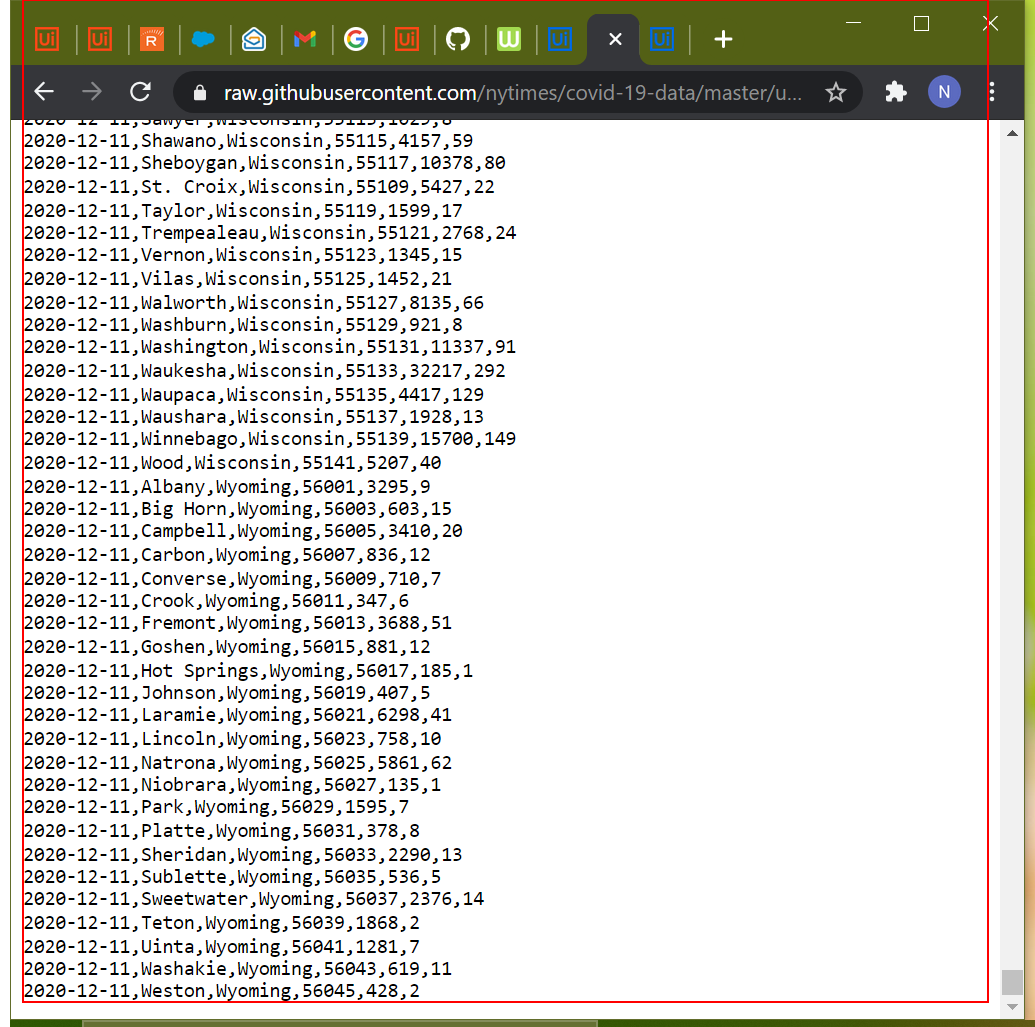 Ui
Ui
R
G
Ui
W
Ui
Ui
raw.githubusercontent.com/nytimes/covid-19-data/master/u...
N
2020-12-11,Sawyer,Wisconsin,55113,1029,8
2020-12-11,Shawano,Wisconsin,55115,4157,59
2020-12-11,Sheboygan,Wisconsin,55117,10378,80
2020-12-11,St. Croix,Wisconsin,55109,5427,22
2020-12-11,Taylor,Wisconsin,55119,1599,17
2020-12-11,Trempealeau,Wisconsin,55121,2768,24
2020-12-11,Vernon,Wisconsin,55123,1345,15
2020-12-11,Vilas,Wisconsin,55125,1452,21
2020-12-11,Walworth,Wisconsin,55127,8135,66
2020-12-11,Washburn,Wisconsin,55129,921,8
2020-12-11,Washington,Wisconsin,55131,11337,91
2020-12-11,Waukesha,Wisconsin,55133,32217,292
2020-12-11,Waupaca,Wisconsin,55135,4417,129
2020-12-11,Waushara,Wisconsin,55137,1928,13
2020-12-11,Winnebago,Wisconsin,55139,15700,149
2020-12-11,Wood,Wisconsin,55141,5207,40
2020-12-11,Albany,Wyoming,56001,3295,9
2020-12-11,Big Horn,Wyoming,56003,603,15
2020-12-11,Campbell,Wyoming,56005,3410,20
2020-12-11,Carbon,Wyoming,56007,836,12
2020-12-11,Converse,Wyoming,56009,710,7
2020-12-11,Crook,Wyoming,56011,347,6
2020-12-11,Fremont,Wyoming,56013,3688,51
2020-12-11,Goshen,Wyoming,56015,881,12
2020-12-11,Hot Springs,Wyoming,56017,185,1
2020-12-11,Johnson,Wyoming,56019,407,5
2020-12-11,Laramie,Wyoming,56021,6298,41
2020-12-11,Lincoln,Wyoming,56023,758,10
2020-12-11,Natrona,Wyoming,56025,5861,62
2020-12-11,Niobrara,Wyoming,56027,135,1
2020-12-11,Park,Wyoming,56029,1595,7
2020-12-11,Platte,Wyoming,56031,378,8
2020-12-11,Sheridan,Wyoming,56033,2290,13
2020-12-11,Sublette,Wyoming,56035,536,5
2020-12-11,Sweetwater,Wyoming,56037,2376,14
2020-12-11,Teton,Wyoming,56039,1868,2
2020-12-11,Uinta,Wyoming,56041,1281,7
2020-12-11,Washakie,Wyoming,56043,619,11
2020-12-11,Weston,Wyoming,56045,428,2